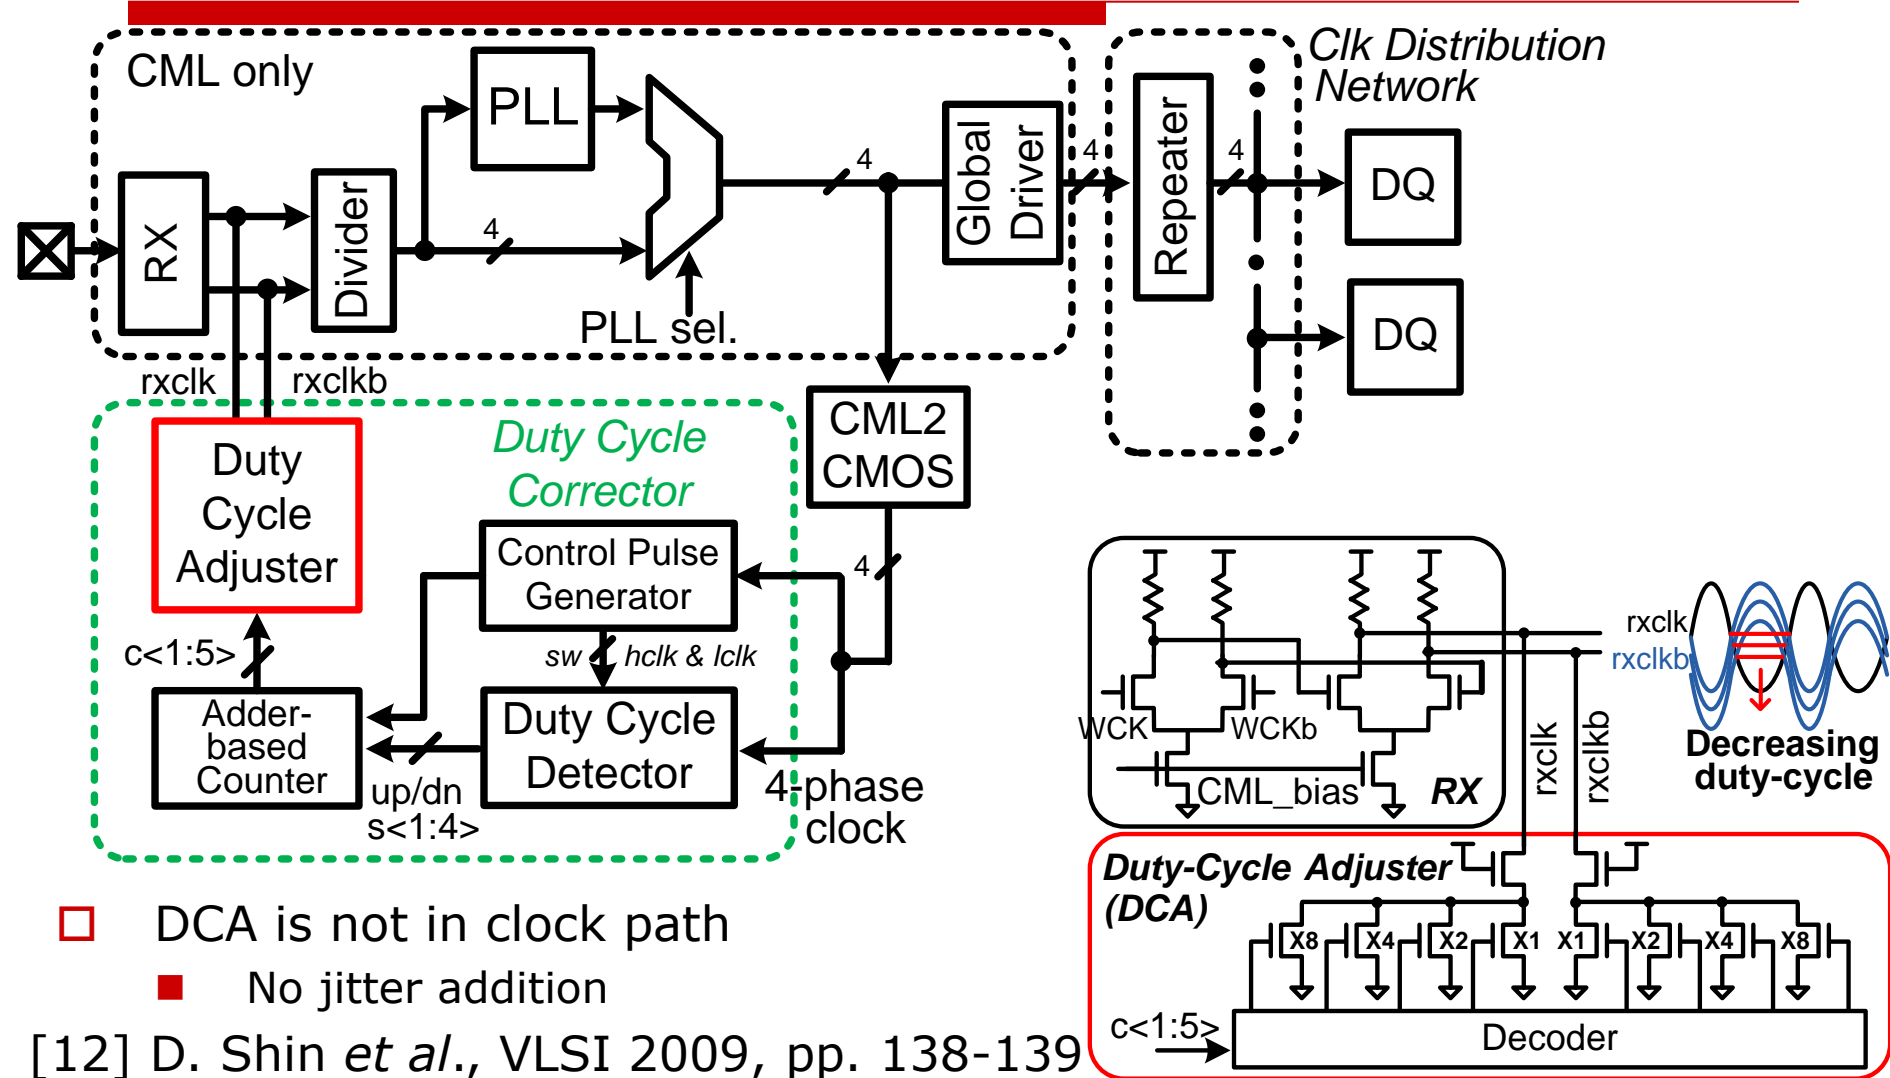 CML only
Clk Distribution
Network
PLL
RX
Divider
4
PLL sel.
4
Global
Driver
4
Repeater
4
DQ
DQ
rxclk
rxclkb
Duty Cycle
Corrector
Duty
Cycle
Adjuster
CML2
CMOS
4
Control Pulse
Generator
sw
hclk & lclk
c<1:5>
Adder-
based
Counter
Duty Cycle
Detector
up/dn
s<1:4>
4-phase
clock
WCK
WCKb
CML_bias
RX
rxclk
rxclkb
rxclk
rxclkb
Decreasing
duty-cycle
Duty-Cycle Adjuster
(DCA)
X8
X4
X2
X1
X1
X2
X4
X8
c<1:5>
Decoder
DCA is not in clock path
No jitter addition
[12] D. Shin et al., VLSI 2009, pp. 138-139